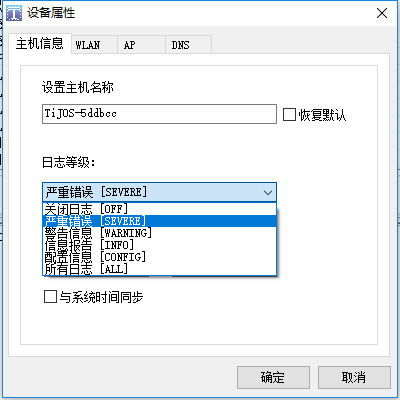 设备属性
主机信息 WLAN AP DNS
设置主机名称
TiJOS-5ddbcc 恢复默认
日志等级:
严重错误 [SEVERE]
关闭日志 [OFF]
严重错误 [SEVERE]
警告信息 [WARNING]
信息报告 [INFO]
配置信息 [CONFIG]
所有日志 [ALL]
与系统时间同步
确定 取消